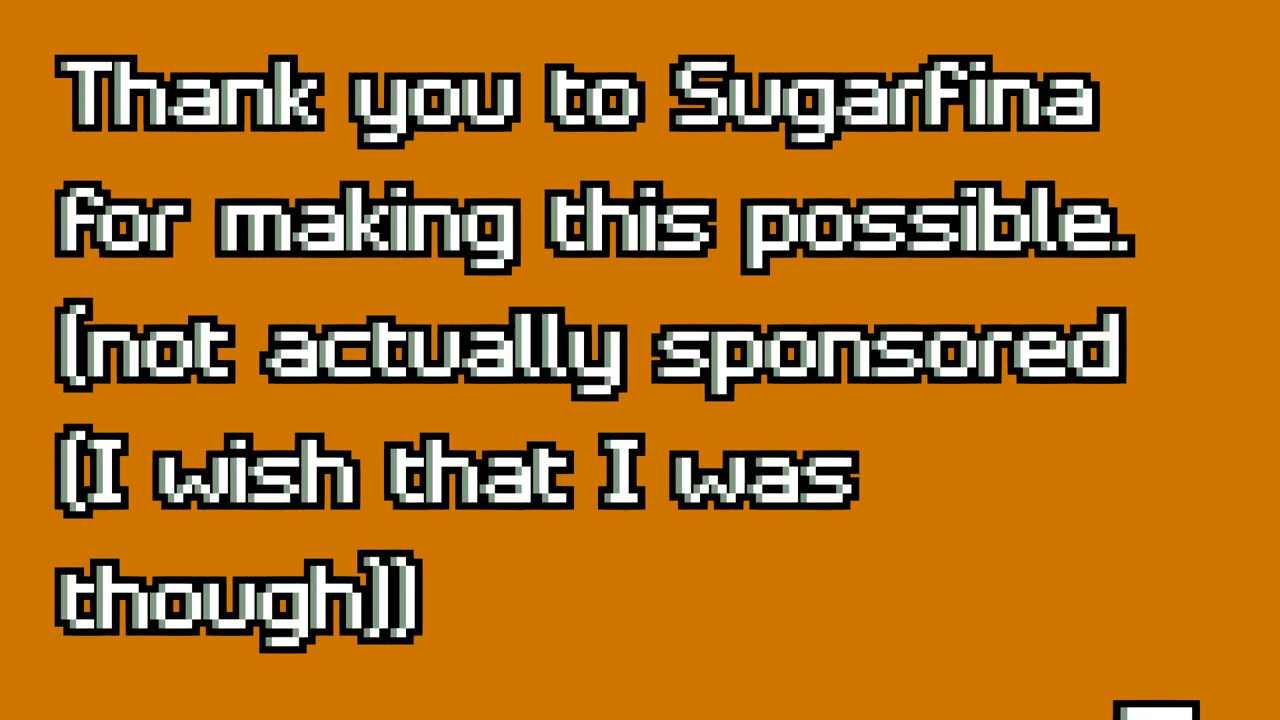 Thank you to Sugarfina
for making this possible.
(not actually sponsored
(I wish that I was
though))